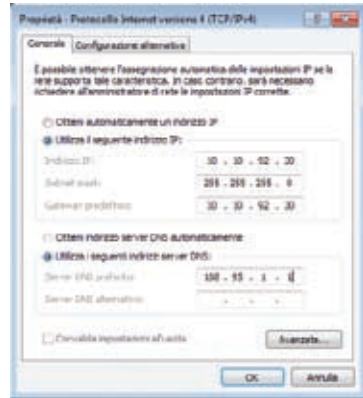 Proprietà - Protocollo Internet versione 4 (TCP/IPv4)
Generale Configurazione alternativa
È possibile ottenere l'assegnazione automatica delle impostazioni IP se la
rete supporta tale caratteristica. In caso contrario, sarà necessario
richiedere all'amministratore di rete le impostazioni IP corrette.
Ottieni automaticamente un indirizzo IP
Utilizza il seguente indirizzo IP:
Indirizzo IP: 10 . 10 . 92 . 20
Subnet mask: 255 . 255 . 255 . 0
Gateway predefinito: 10 . 10 . 92 .
Ottieni indirizzo server DNS automaticamente
Utilizza i seguenti indirizzi server DNS:
Server DNS preferito: . 1 .
Server DNS alternativo: . . .
Convalida impostazioni all'uscita
Avanzate...
OK Annulla